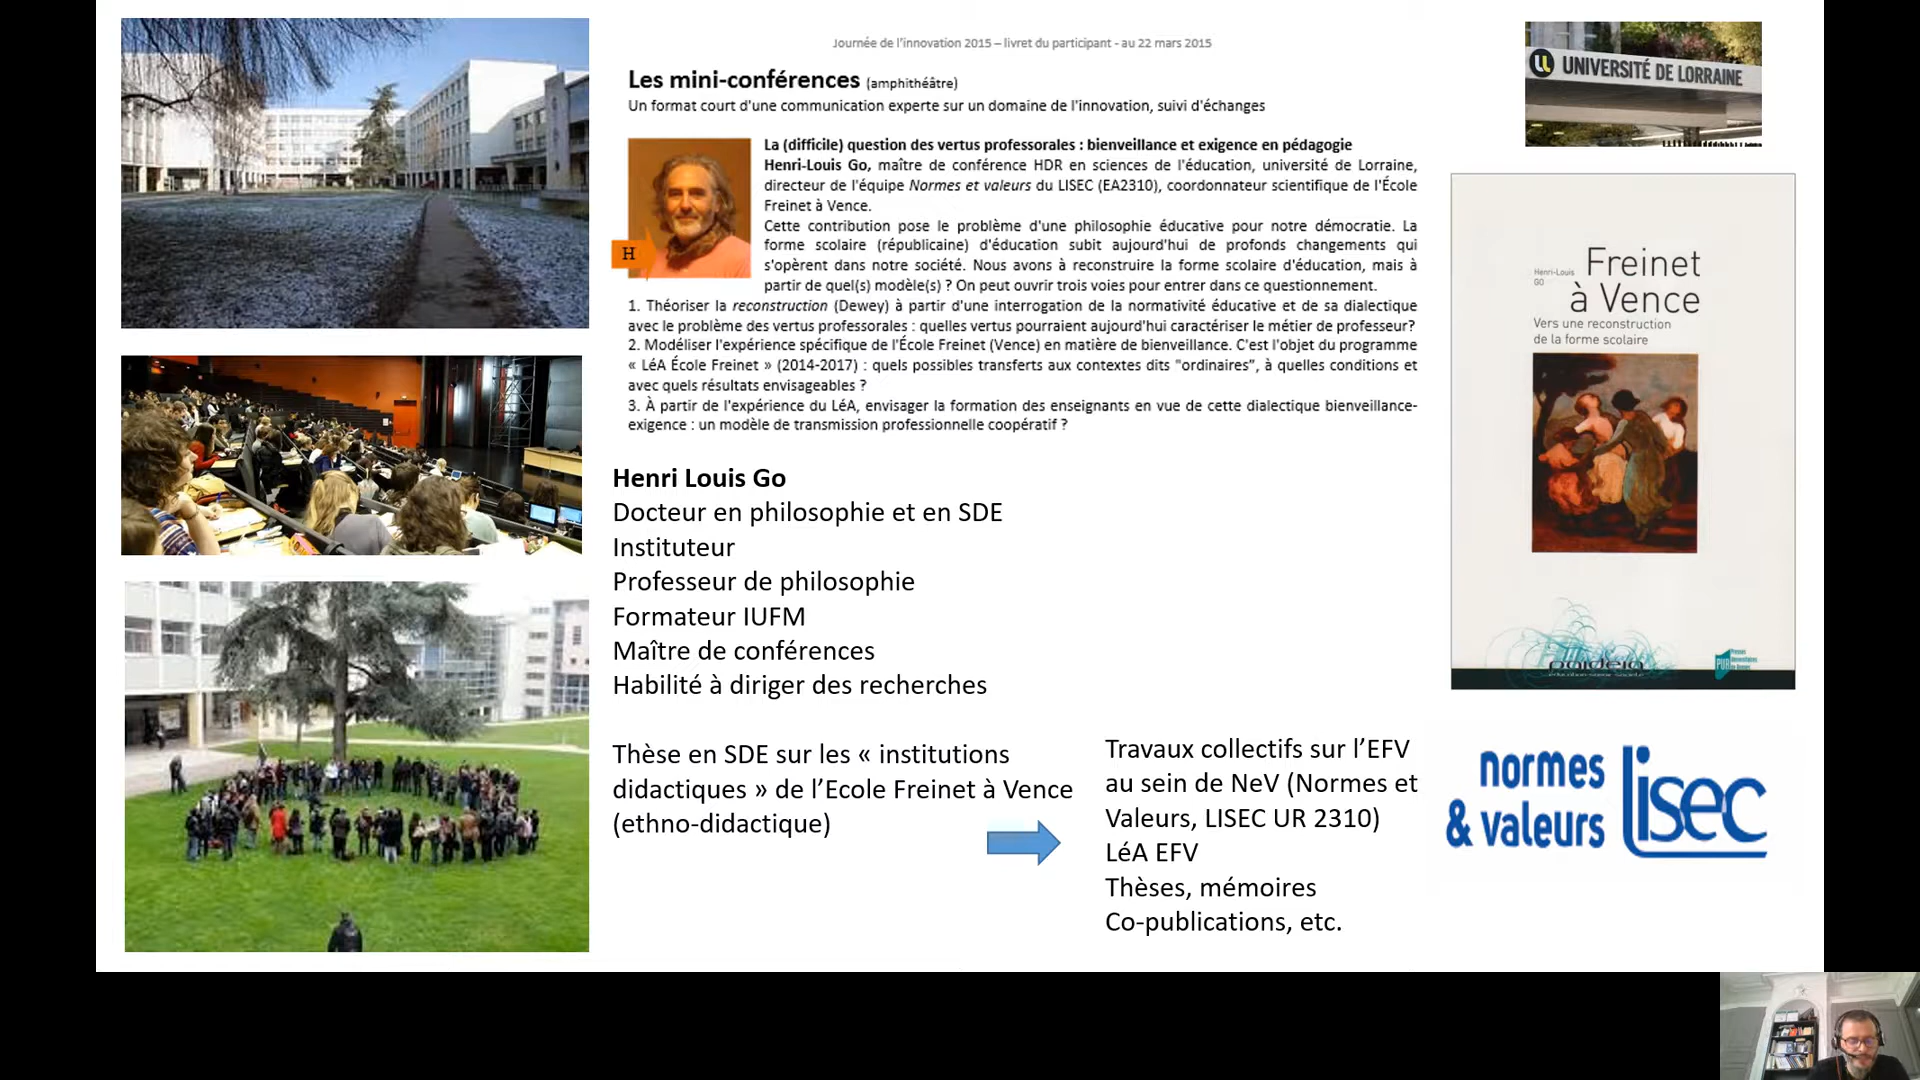 Journée de l'innovation 2015 – livret du participant - au 22 mars 2015
Les mini-conférences (amphithéâtre)
Un format court d'une communication experte sur un domaine de l'innovation, suivi d'échanges
La (difficile) question des vertus professorales : bienveillance et exigence en pédagogie
Henri-Louis Go, maître de conférence HDR en sciences de l'éducation, université de Lorraine,
directeur de l'équipe Normes et valeurs du LISEC (EA2310), coordonnateur scientifique de l'École
Freinet à Vence.
Cette contribution pose le problème d'une philosophie éducative pour notre démocratie. La
forme scolaire (républicaine) d'éducation subit aujourd'hui de profonds changements qui
s'opèrent dans notre société. Nous avons à reconstruire la forme scolaire d'éducation, mais à
partir de quel(s) modèle(s) ? On peut ouvrir trois voies pour entrer dans ce questionnement.
H
1. Théoriser la reconstruction (Dewey) à partir d'une interrogation de la normativité éducative et de sa dialectique
avec le problème des vertus professorales : quelles vertus pourraient aujourd'hui caractériser le métier de professeur?
2. Modéliser l'expérience spécifique de l'École Freinet (Vence) en matière de bienveillance. C'est l'objet du programme
« LéA École Freinet » (2014-2017) : quels possibles transferts aux contextes dits "ordinaires", à quelles conditions et
avec quels résultats envisageables ?
3. À partir de l'expérience du LéA, envisager la formation des enseignants en vue de cette dialectique bienveillance-
exigence : un modèle de transmission professionnelle coopératif ?
Henri Louis Go
Docteur en philosophie et en SDE
Instituteur
Professeur de philosophie
Formateur IUFM
Maître de conférences
Habilité à diriger des recherches
Thèse en SDE sur les « institutions
didactiques » de l'Ecole Freinet à Vence
(ethno-didactique)
Travaux collectifs sur l'EFV
au sein de NeV (Normes et
Valeurs, LISEC UR 2310)
LéA EFV
Thèses, mémoires
Co-publications, etc.
UNIVERSITÉ DE LORRAINE
Henri-Louis
GO
Freinet
à Vence
Vers une reconstruction
de la forme scolaire
paideia
PUR
normes
& valeurs
lisec